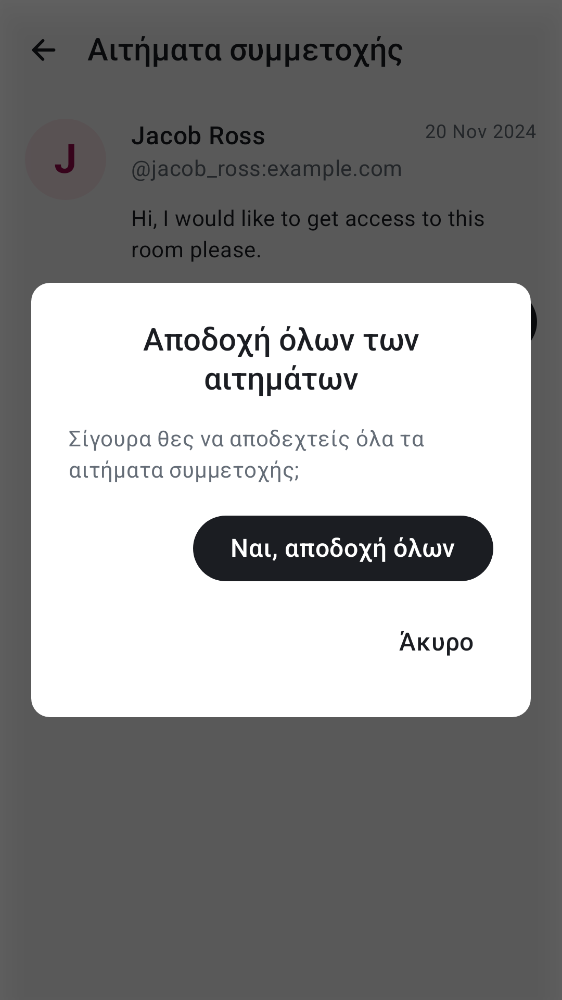 Αιτήματα συμμετοχής
J
Jacob Ross
20 Nov 2024
@jacob_ross:example.com
Hi, I would like to get access to this
room please.
Αποδοχή όλων των
αιτημάτων
Σίγουρα θες να αποδεχτείς όλα τα
αιτήματα συμμετοχής;
Ναι, αποδοχή όλων
Άκυρο